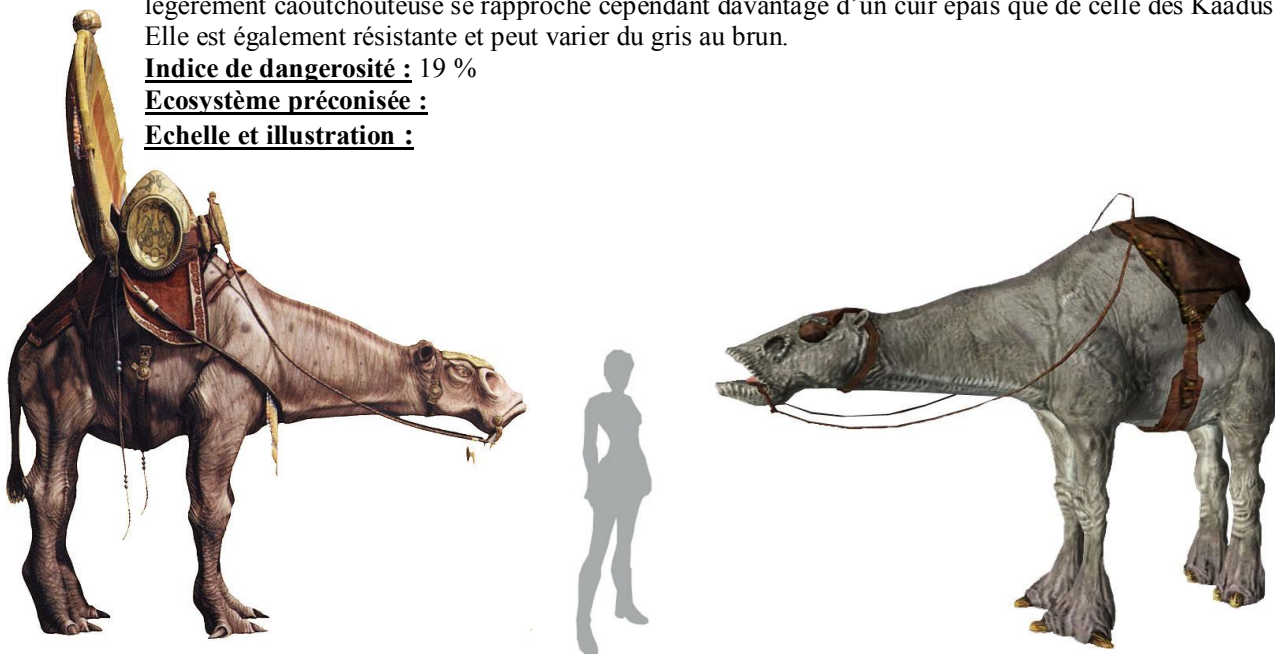 légèrement caoutchouteuse se rapproche cependant davantage d'un cuir épais que de celle des Kaadus
Elle est également résistante et peut varier du gris au brun.
Indice de dangerosité : 19 %
Ecosystème préconisée :
Echelle et illustration :